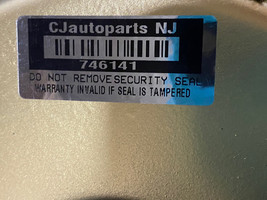 CJautoparts NJ
746141
DO NOT REMOVE SECURITY SEAL
WARRANTY INVALID IF SEAL IS TAMPERED